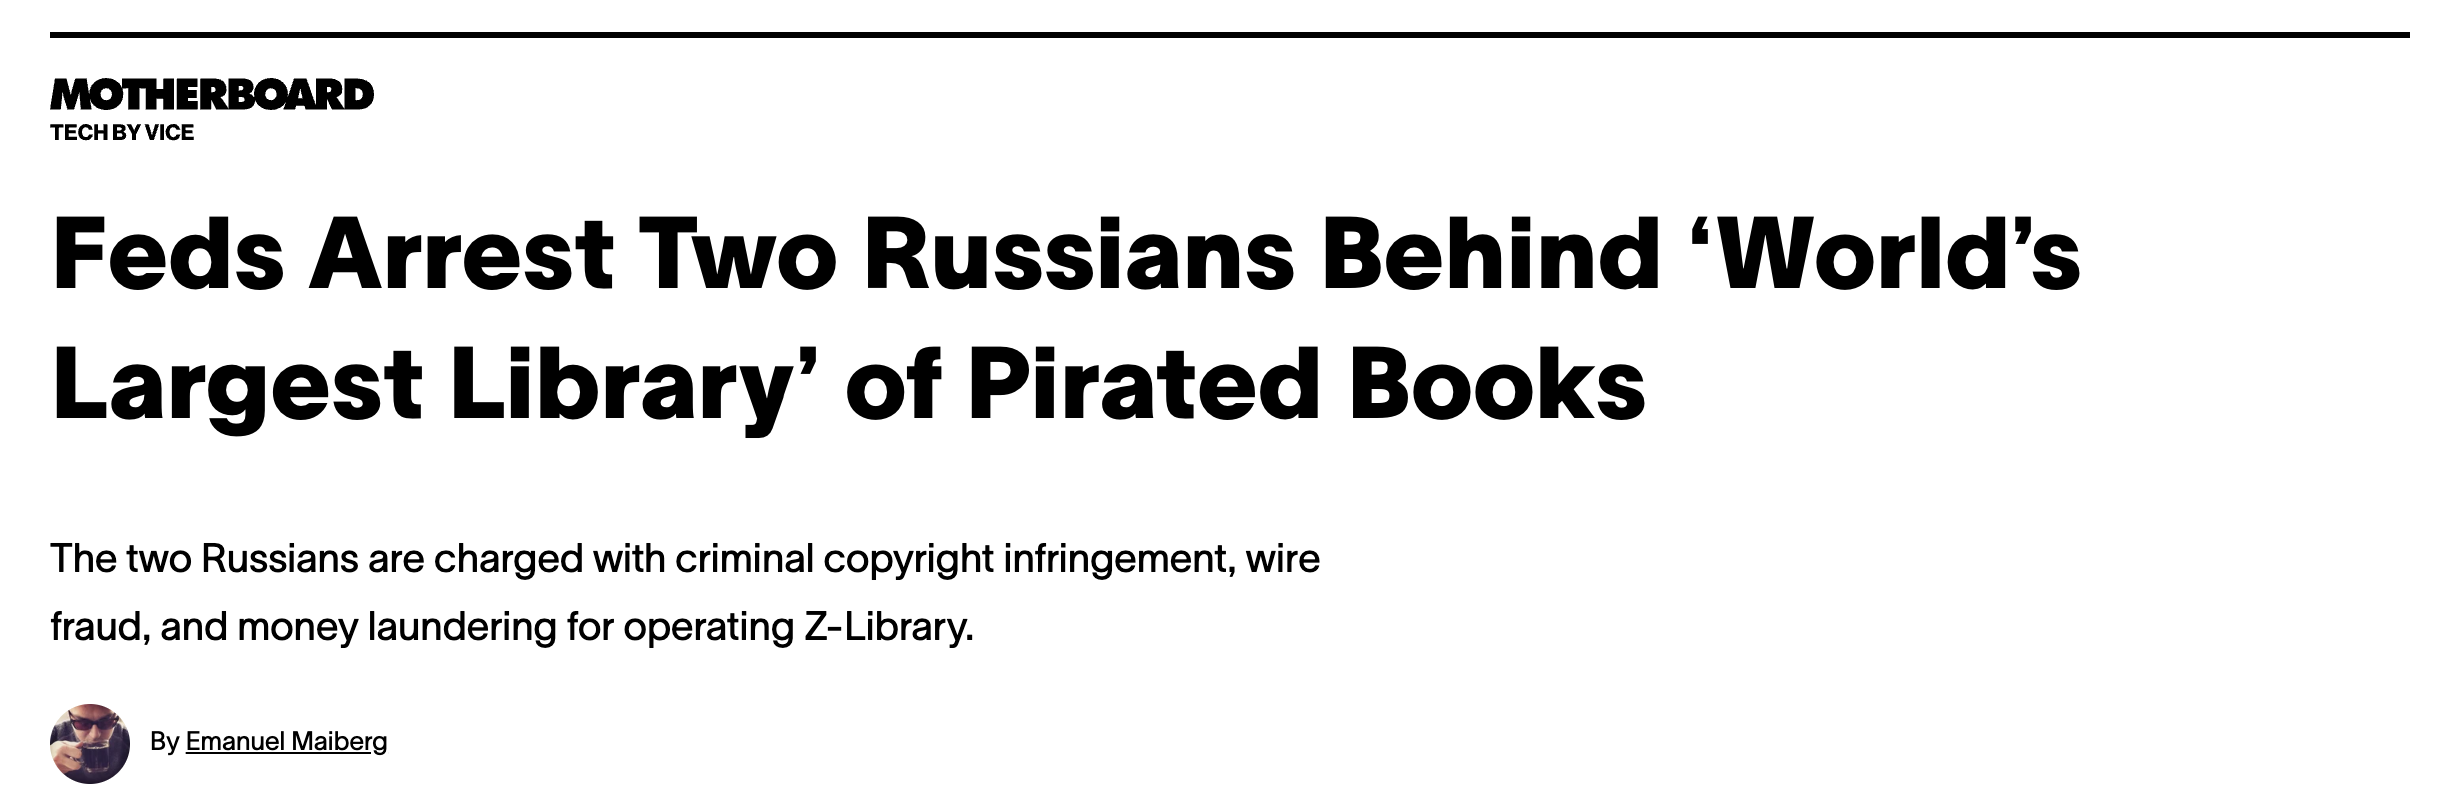 MOTHERBOARD
TECH BY VICE
Feds Arrest Two Russians Behind ‘World’s
Largest Library’ of Pirated Books
The two Russians are charged with criminal copyright infringement, wire
fraud, and money laundering for operating Z-Library.
By Emanuel Maiberg